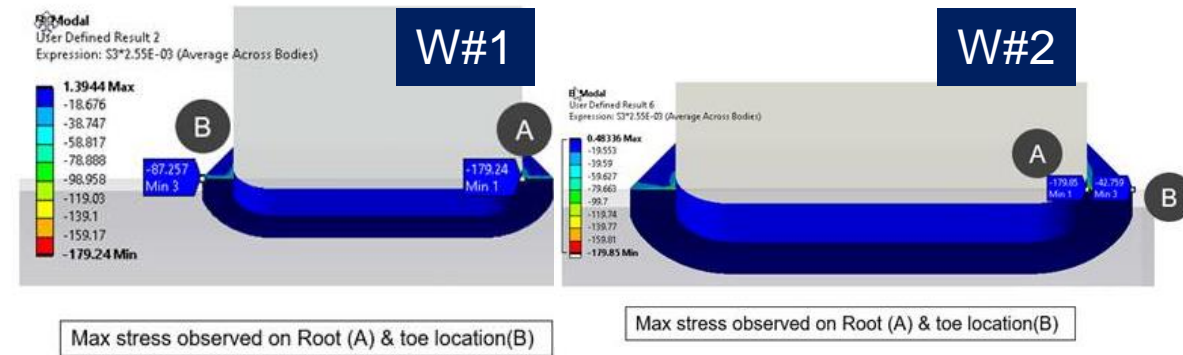 B: Modal
User Defined Result 2
Expression: S3*2.55E-03 (Average Across Bodies)
1.3944 Max
-18.676
-38.747
-58.817
-78.888
-98.958
-119.03
-139.1
-159.17
-179.24 Min
W#1
B
A
-87.257
Min 3
-179.24
Min 1
Max stress observed on Root (A) & toe location(B)
W#2
Modal
User Defined Result 6
Expression: S3*2.55E-03 (Average Across Bodies)
0.48336 Max
-19.553
-39.59
-59.627
-79.663
-99.7
-119.74
-139.77
-159.81
-179.85 Min
A
-179.85
Min 1
-42.759
Min 3
B
Max stress observed on Root (A) & toe location(B)